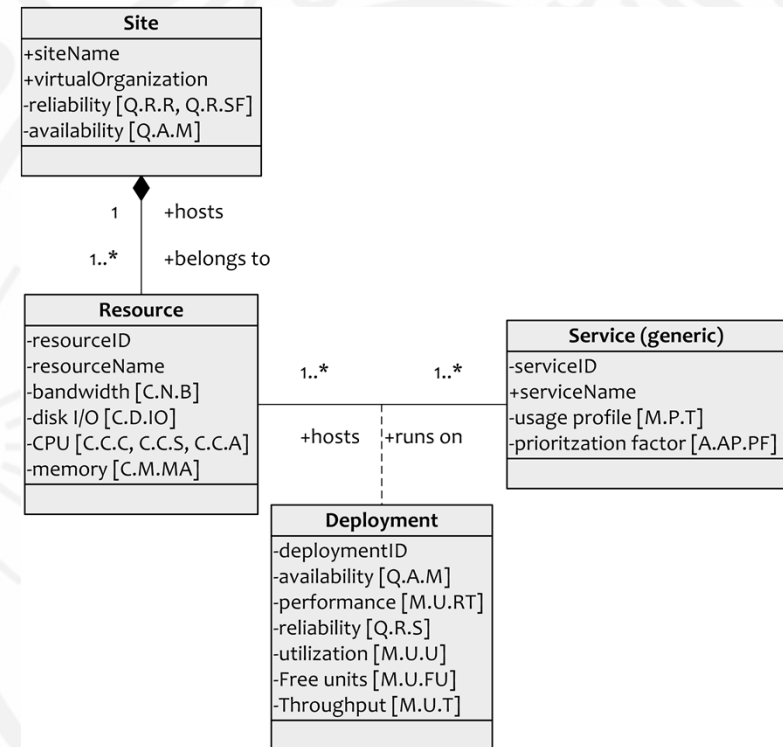 Site
+siteName
+virtualOrganization
-reliability [Q.R.R, Q.R.SF]
-availability [Q.A.M]
1 +hosts
1..* +belongs to
Resource
-resourceID
-resourceName
-bandwidth [C.N.B]
-disk I/O [C.D.IO]
-CPU [C.C.C, C.C.S, C.C.A]
-memory [C.M.MA]
1..* 1..*
+hosts +runs on
Service (generic)
-serviceID
+serviceName
-usage profile [M.P.T]
-prioritzation factor [A.AP.PF]
Deployment
-deploymentID
-availability [Q.A.M]
-performance [M.U.RT]
-reliability [Q.R.S]
-utilization [M.U.U]
-Free units [M.U.FU]
-Throughput [M.U.T]